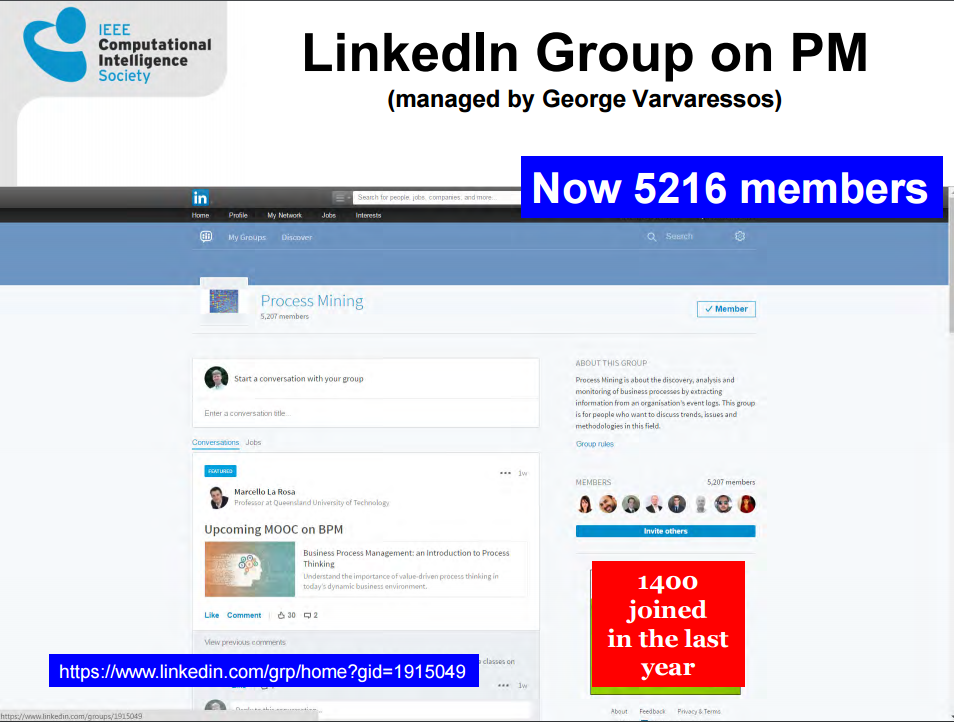 IEEE
Computational
Intelligence
Society
LinkedIn Group on PM
(managed by George Varvaressos)
Now 5216 members
in
Search for people, jobs, companies, and more...
Home Profile My Network Jobs Interests
My Groups Discover
Search
Process Mining
5,207 members
✓ Member
Start a conversation with your group
Enter a conversation title...
Conversations Jobs
FEATURED
••• 1w
Marcello La Rosa
Professor at Queensland University of Technology
Upcoming MOOC on BPM
Business Process Management: an Introduction to Process
Thinking
Understand the importance of value-driven process thinking in
today's dynamic business environment.
Like Comment 30 2
View previous comments
classes on
••• 1w
Reply to this conversation...
ABOUT THIS GROUP
Process Mining is about the discovery, analysis and
monitoring of business processes by extracting
information from an organisation's event logs. This group
is for people who want to discuss trends, issues and
methodologies in this field.
Group rules
MEMBERS 5,207 members
Invite others
1400
joined
in the last
year
About Feedback Privacy & Terms
https://www.linkedin.com/grp/home?gid=1915049
https://www.linkedin.com/groups/1915049